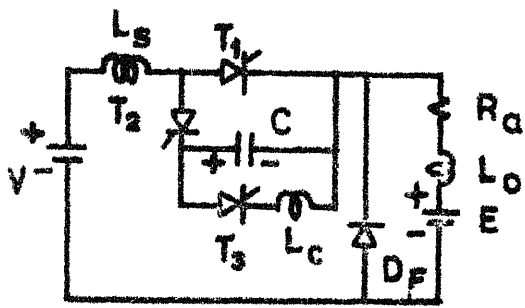 Ls
T1
T2
C
+ -
+
V -
T3
Lc
DF
Ra
Lo
+
E
-